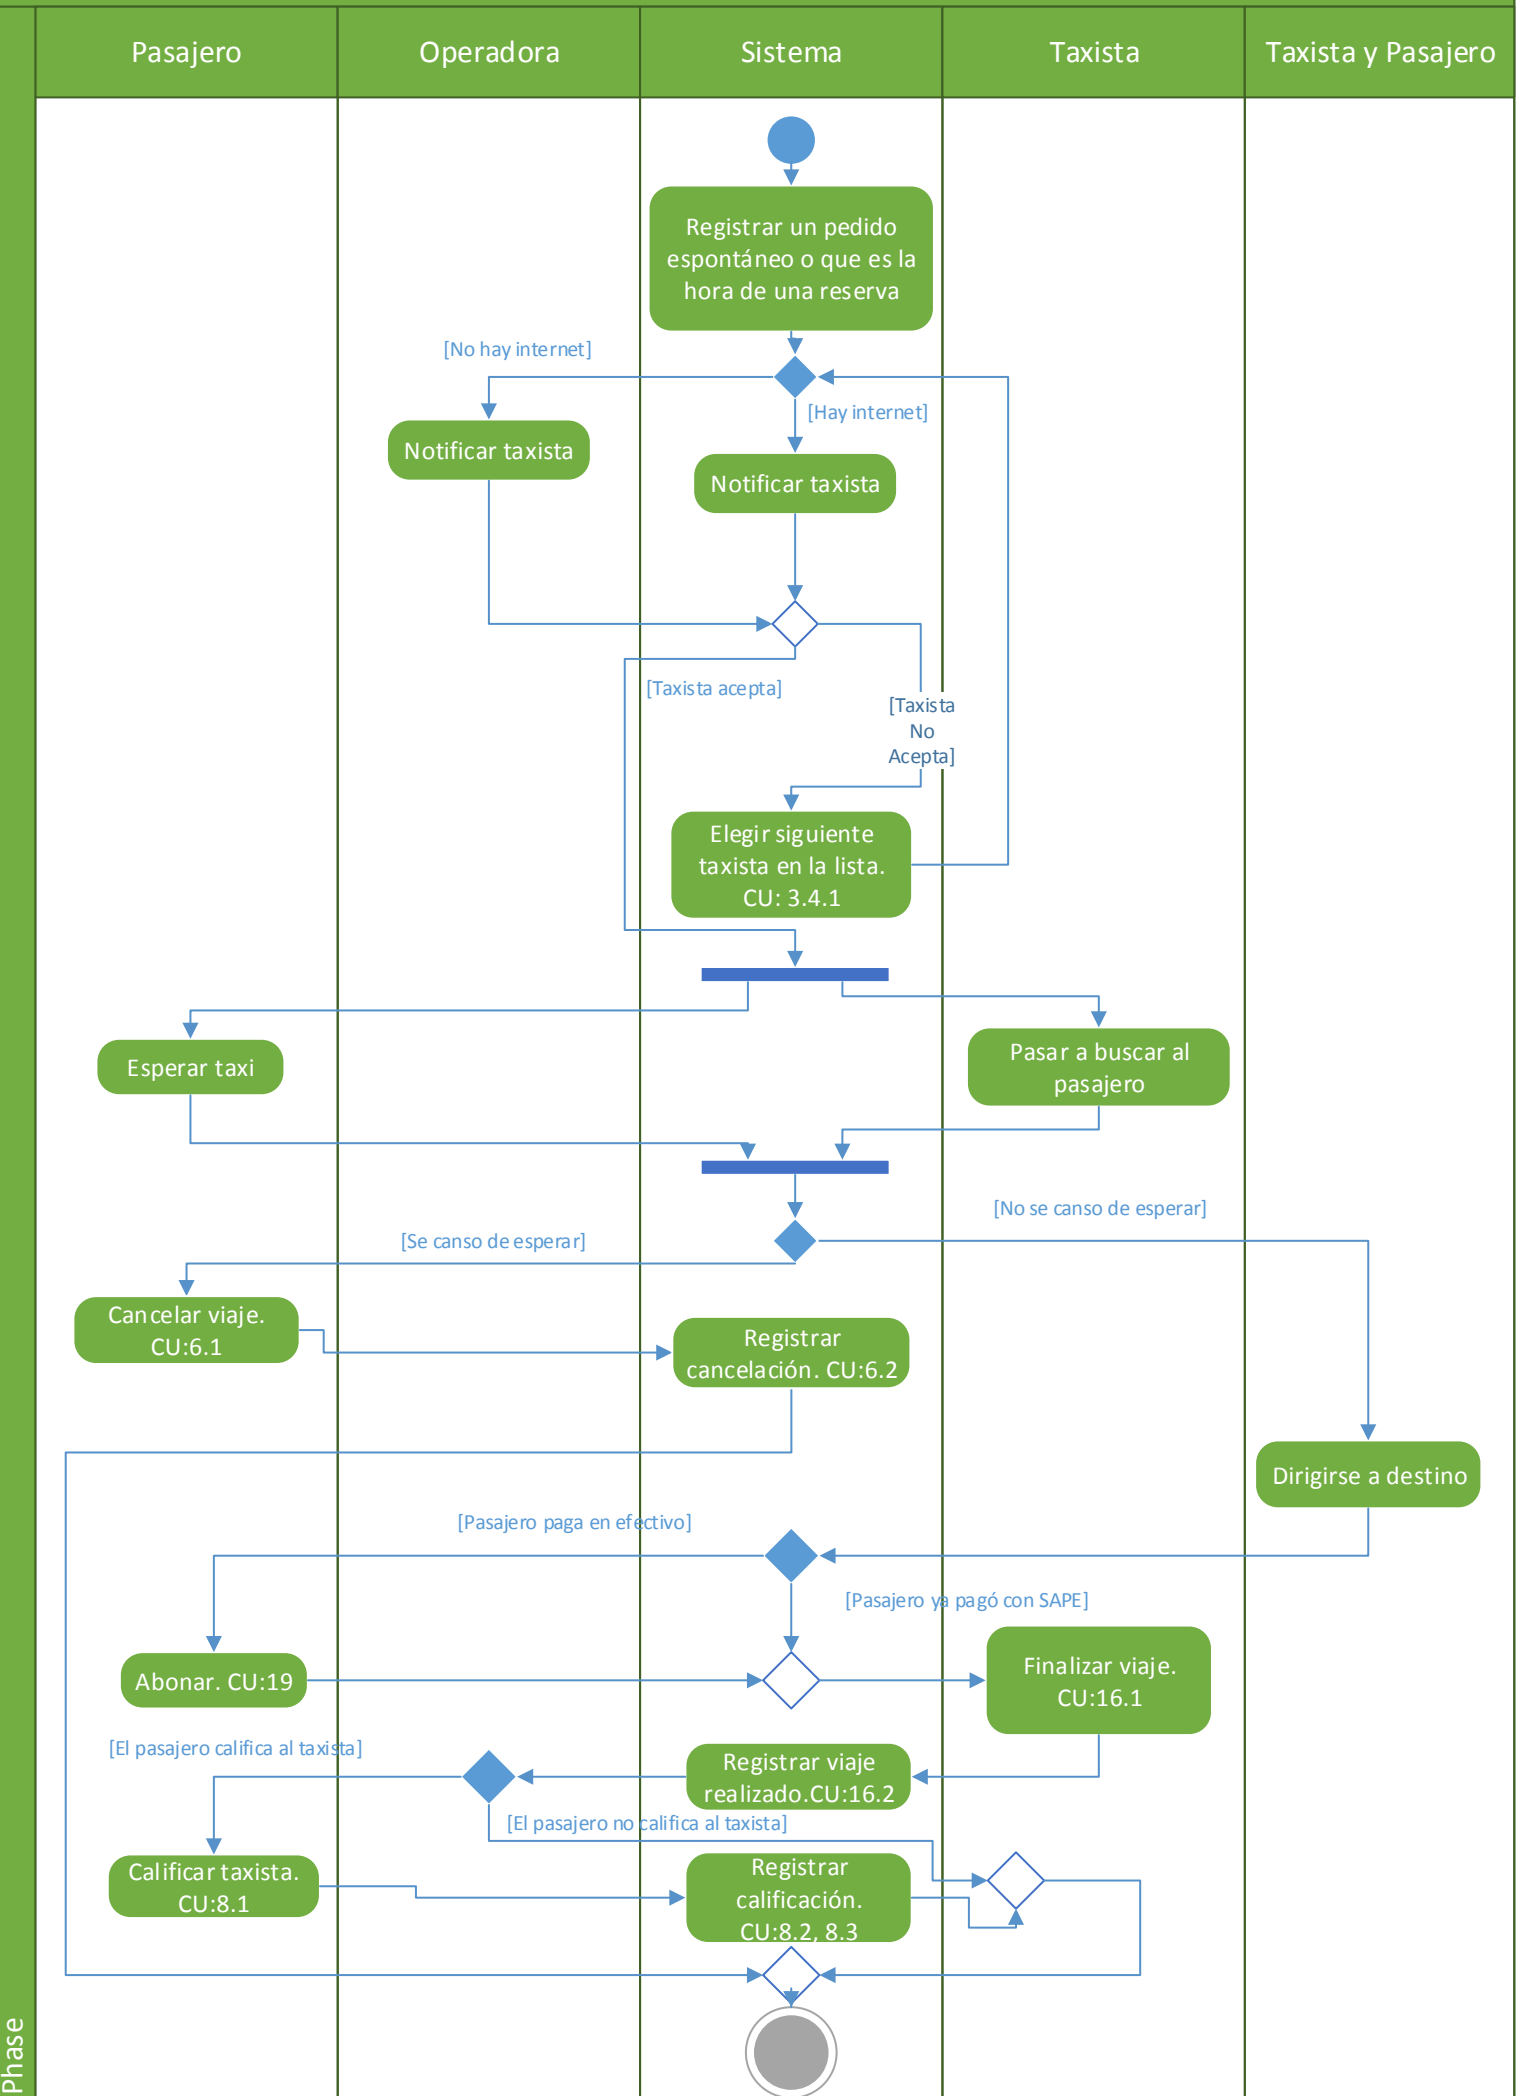 Pasajero
Operadora
Sistema
Taxista
Taxista y Pasajero
Registrar un pedido
espontáneo o que es la
hora de una reserva
[No hay internet]
[Hay internet]
Notificar taxista
Notificar taxista
[Taxista acepta]
[Taxista
No
Acepta]
Elegir siguiente
taxista en la lista.
CU: 3.4.1
Esperar taxi
Pasar a buscar al
pasajero
[No se canso de esperar]
[Se canso de esperar]
Cancelar viaje.
CU:6.1
Registrar
cancelación. CU:6.2
Dirigirse a destino
[Pasajero paga en efectivo]
[Pasajero ya pagó con SAPE]
Abonar. CU:19
Finalizar viaje.
CU:16.1
[El pasajero califica al taxista]
Registrar viaje
realizado.CU:16.2
[El pasajero no califica al taxista]
Calificar taxista.
CU:8.1
Registrar
calificación.
CU:8.2, 8.3
Phase